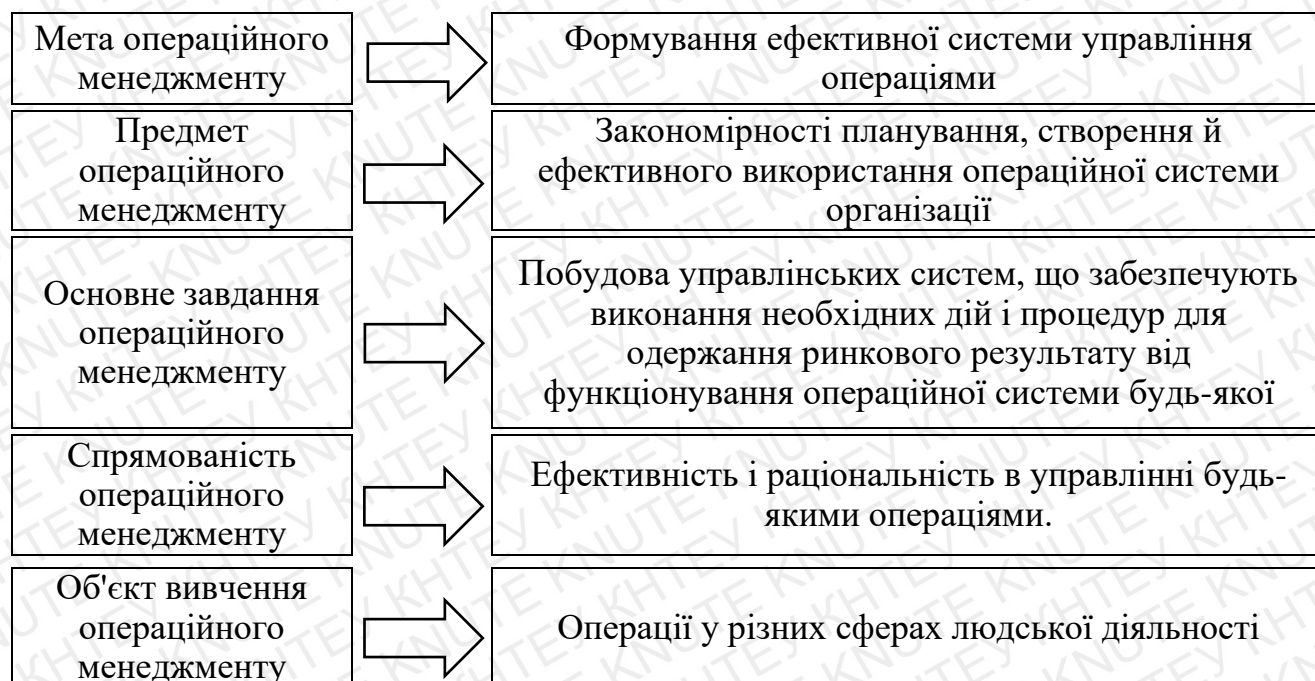 Мета операційного
менеджменту
Формування ефективної системи управління
операціями
Предмет
операційного
менеджменту
Закономірності планування, створення й
ефективного використання операційної системи
організації
Основне завдання
операційного
менеджменту
Побудова управлінських систем, що забезпечують
виконання необхідних дій і процедур для
одержання ринкового результату від
функціонування операційної системи будь-якої
Спрямованість
операційного
менеджменту
Ефективність і раціональність в управлінні будь-
якими операціями.
Об'єкт вивчення
операційного
менеджменту
Операції у різних сферах людської діяльності